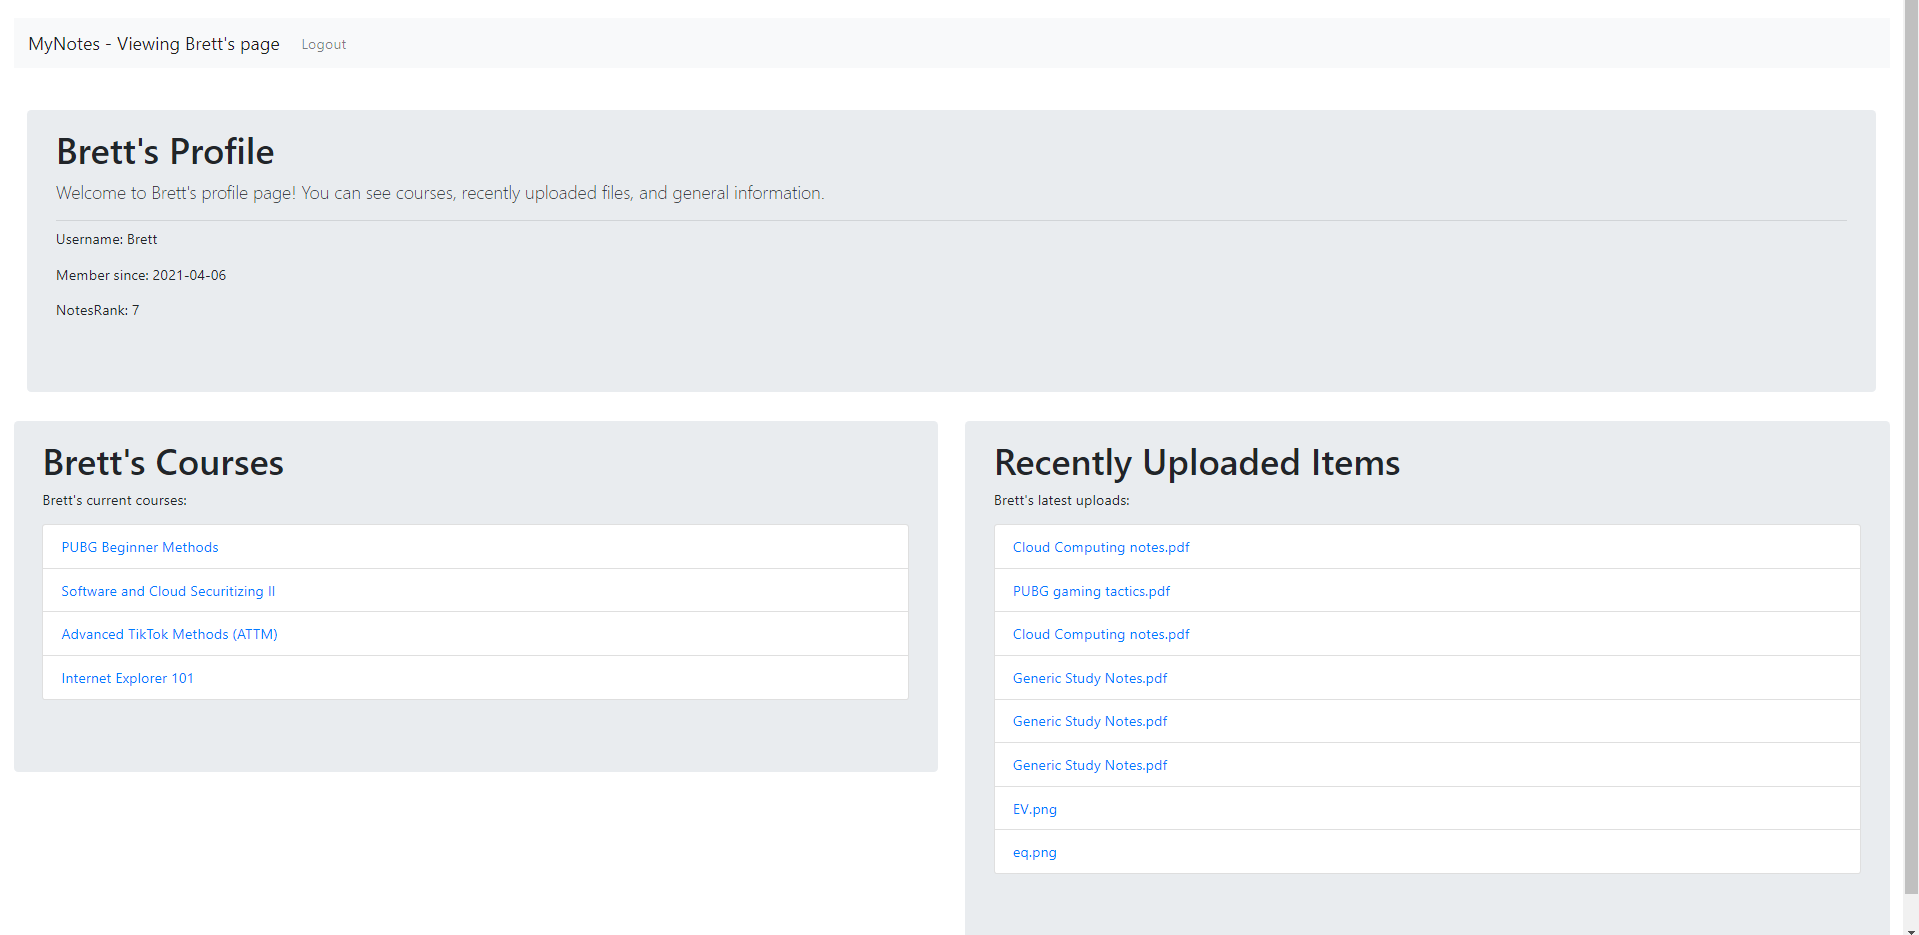 MyNotes - Viewing Brett's page Logout
Brett's Profile
Welcome to Brett's profile page! You can see courses, recently uploaded files, and general information.
Username: Brett
Member since: 2021-04-06
NotesRank: 7
Brett's Courses
Brett's current courses:
PUBG Beginner Methods
Software and Cloud Securitizing II
Advanced TikTok Methods (ATTM)
Internet Explorer 101
Recently Uploaded Items
Brett's latest uploads:
Cloud Computing notes.pdf
PUBG gaming tactics.pdf
Cloud Computing notes.pdf
Generic Study Notes.pdf
Generic Study Notes.pdf
Generic Study Notes.pdf
EV.png
eq.png